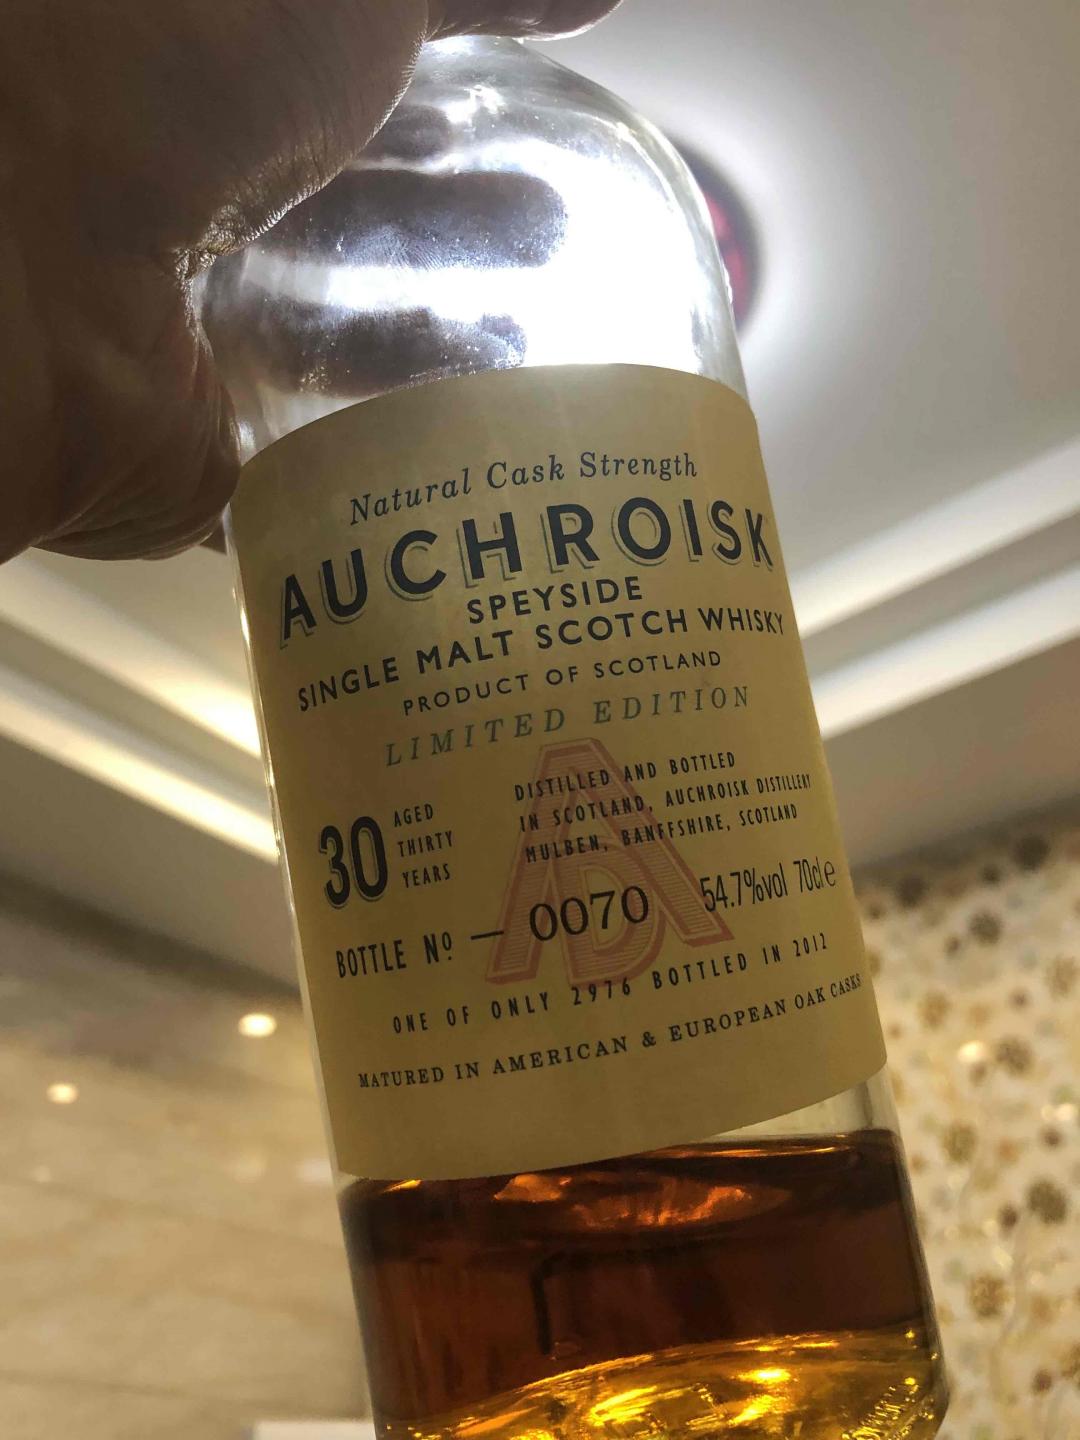 Natural Cask Strength
AUCHROISK
SPEYSIDE
SINGLE MALT SCOTCH WHISKY
PRODUCT OF SCOTLAND
LIMITED EDITION
30 AGED
THIRTY
YEARS
DISTILLED AND BOTTLED
IN SCOTLAND, AUCHROISK DISTILLERY
MULBEN, BANFFSHIRE, SCOTLAND
BOTTLE Nº — 0070 54.7%vol 70cl e
ONE OF ONLY 2976 BOTTLED IN 2012
MATURED IN AMERICAN & EUROPEAN OAK CASKS